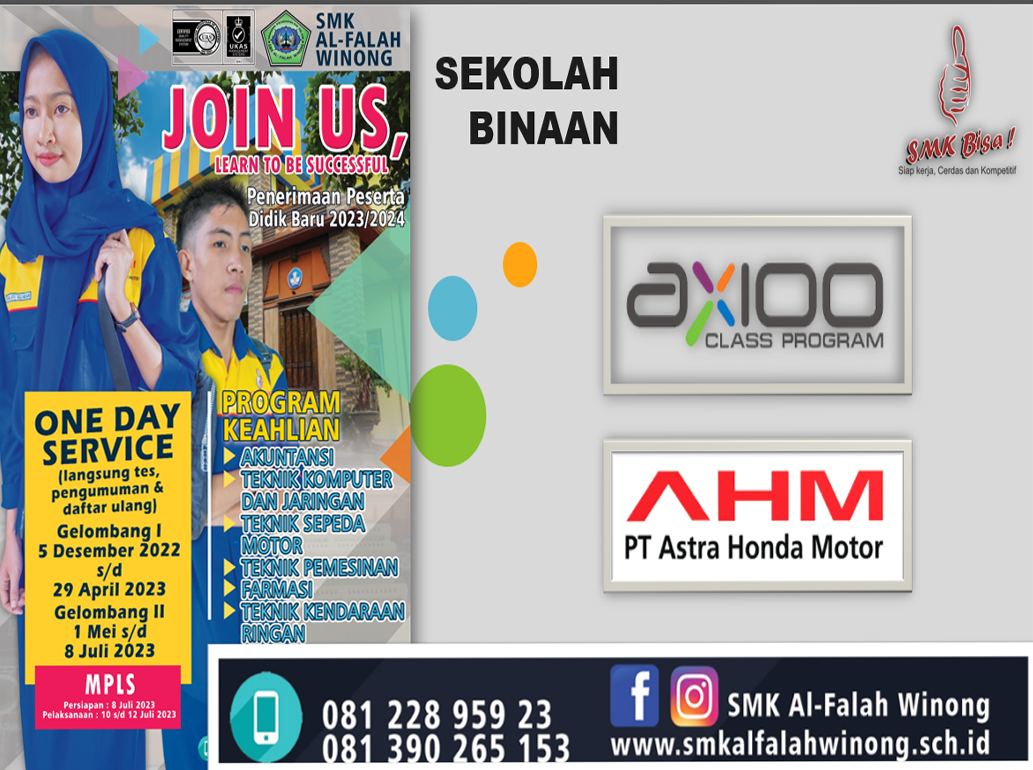 SMK
AL-FALAH
WINONG
JOIN US,
LEARN TO BE SUCCESSFUL
Penerimaan Peserta
Didik Baru 2023/2024
ONE DAY
SERVICE
(langsung tes,
pengumuman &
daftar ulang)
Gelombang I
5 Desember 2022
s/d
29 April 2023
Gelombang II
1 Mei s/d
8 Juli 2023
MPLS
Persiapan : 8 Juli 2023
Pelaksanaan : 10 s/d 12 Juli 2023
PROGRAM
KEAHLIAN
AKUNTANSI
TEKNIK KOMPUTER
DAN JARINGAN
TEKNIK SEPEDA
MOTOR
TEKNIK PEMESINAN
FARMASI
TEKNIK KENDARAAN
RINGAN
SEKOLAH
BINAAN
SMK Bisa !
Siap kerja, Cerdas dan Kompetitif
axioo
CLASS PROGRAM
AHM
PT Astra Honda Motor
081 228 959 23
081 390 265 153
SMK Al-Falah Winong
www.smkalfalahwinong.sch.id
UKAS